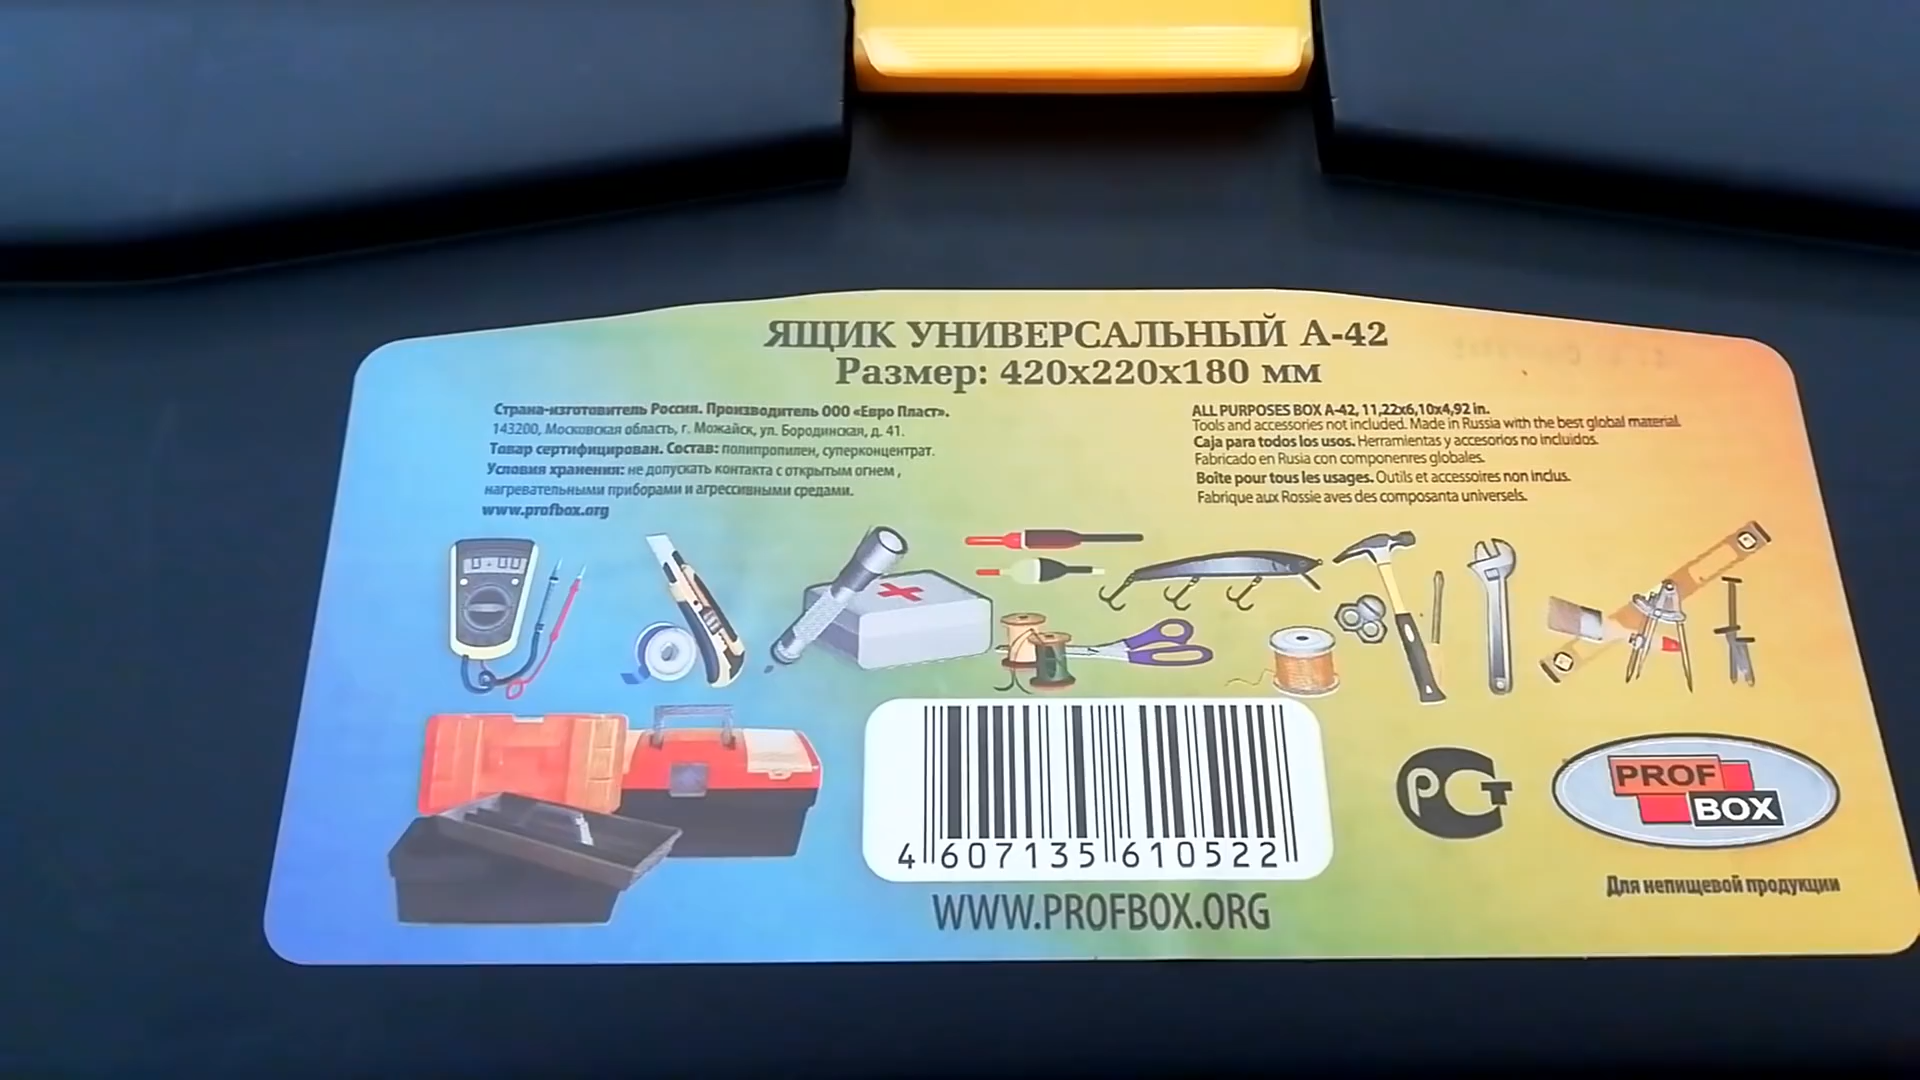 ЯЩИК УНИВЕРСАЛЬНЫЙ А-42
Размер: 420х220х180 мм
Страна-изготовитель Россия. Производитель ООО «Евро Пласт».
143200, Московская область, г. Можайск, ул. Бородинская, д. 41.
Товар сертифицирован. Состав: полипропилен, суперконцентрат.
Условия хранения: не допускать контакта с открытым огнем,
нагревательными приборами и агрессивными средами.
www.profbox.org
ALL PURPOSES BOX A-42, 11,22x6,10x4,92 in.
Tools and accessories not included. Made in Russia with the best global material.
Caja para todos los usos. Herramientas y accesorios no incluidos.
Fabricado en Rusia con componenres globales.
Boîte pour tous les usages. Outils et accessoires non inclus.
Fabrique aux Rossie aves des composanta universels.
4 607135 610522
WWW.PROFBOX.ORG
РСТ
PROF
BOX
Для непищевой продукции